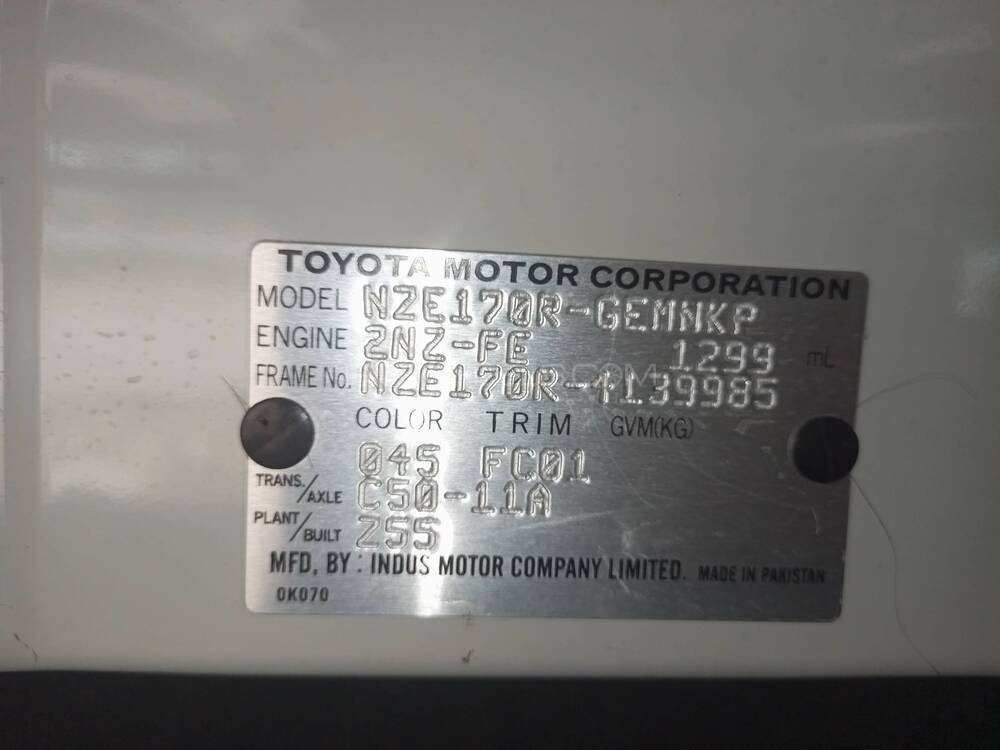 TOYOTA MOTOR CORPORATION
MODEL NZE170R-GEMNKP
ENGINE 2NZ-FE 1299 mL
FRAME No. NZE170R-4139985
COLOR TRIM GVM(KG)
045 FC01
TRANS./AXLE C50-11A
PLANT/BUILT Z55
MFD, BY : INDUS MOTOR COMPANY LIMITED. MADE IN PAKISTAN
0K070